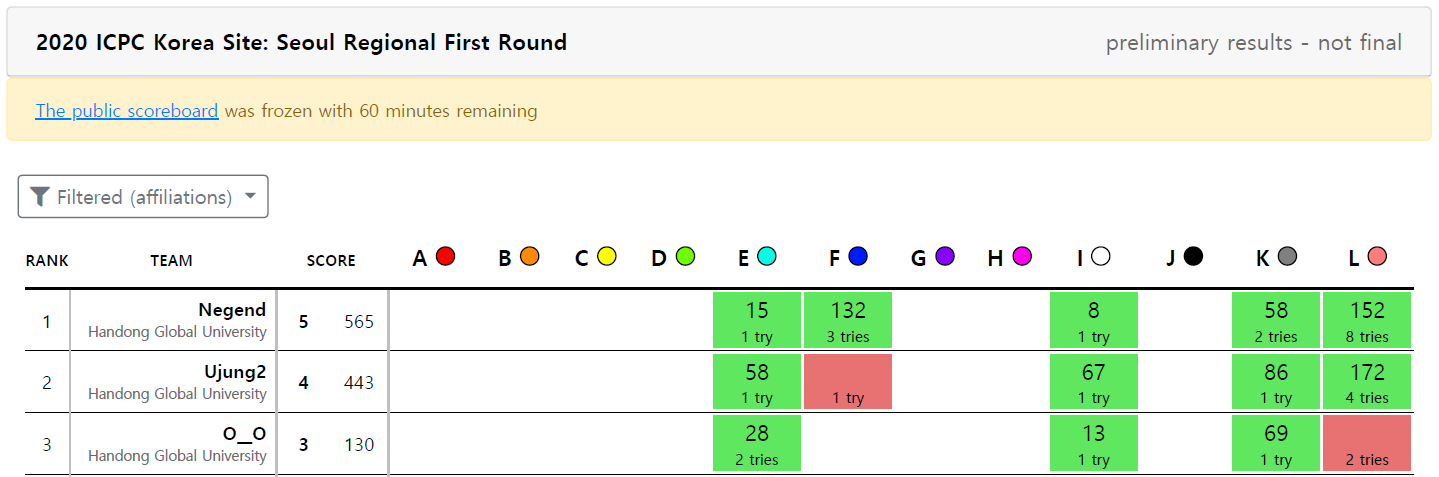 2020 ICPC Korea Site: Seoul Regional First Round preliminary results - not final
The public scoreboard was frozen with 60 minutes remaining
Filtered (affiliations)
RANK TEAM SCORE A B C D E F G H I J K L
1 Negend 5 565 15 132 8 58 152
Handong Global University 1 try 3 tries 1 try 2 tries 8 tries
2 Ujung2 4 443 58 67 86 172
Handong Global University 1 try 1 try 1 try 1 try 4 tries
3 O__O 3 130 28 13 69
Handong Global University 2 tries 1 try 1 try 2 tries